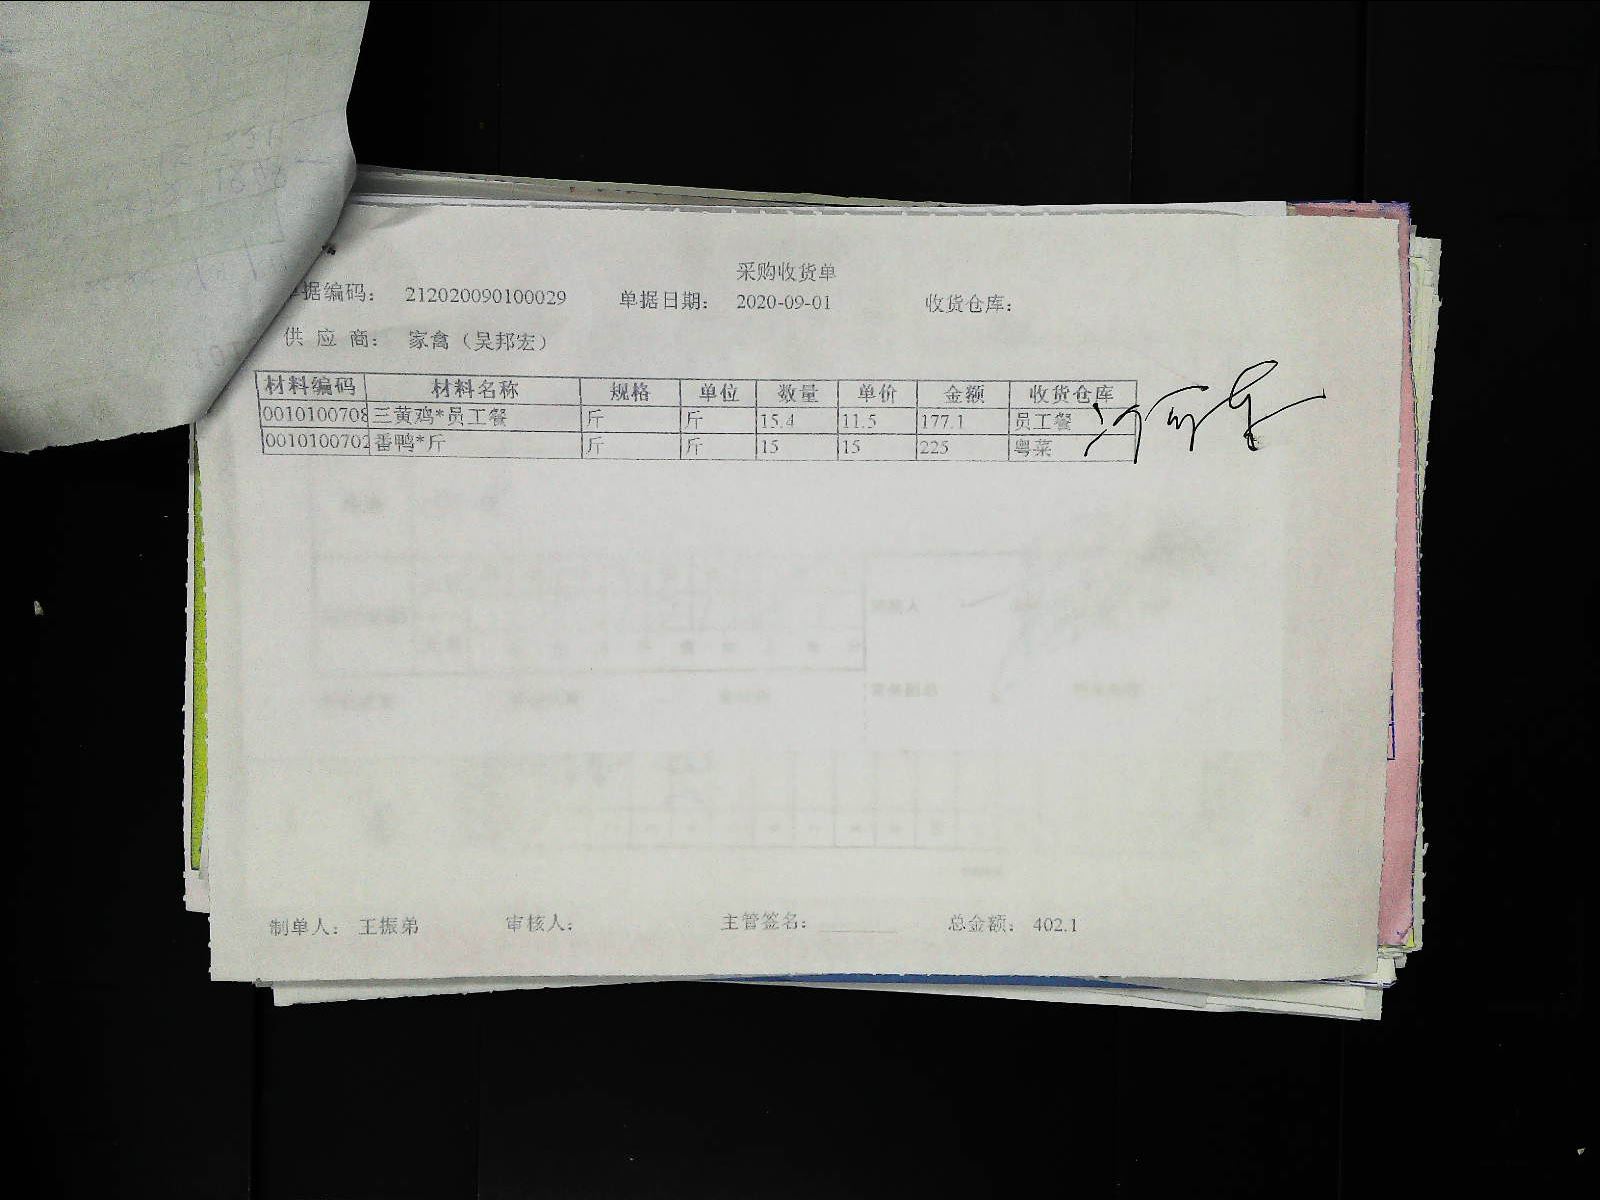 采购收货单
单据编码： 212020090100029 单据日期： 2020-09-01 收货仓库：
供 应 商： 家禽（吴邦宏）
材料编码 材料名称 规格 单位 数量 单价 金额 收货仓库
0010100708 三黄鸡*员工餐 斤 斤 15.4 11.5 177.1 员工餐
0010100702 番鸭*斤 斤 斤 15 15 225 粤菜
制单人： 王振弟 审核人： 主管签名： ________ 总金额： 402.1